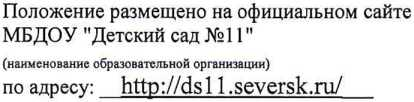 Положение размещено на официальном сайте
МБДОУ "Детский сад №11"
(наименование образовательной организации)
по адресу: http://ds11.seversk.ru/